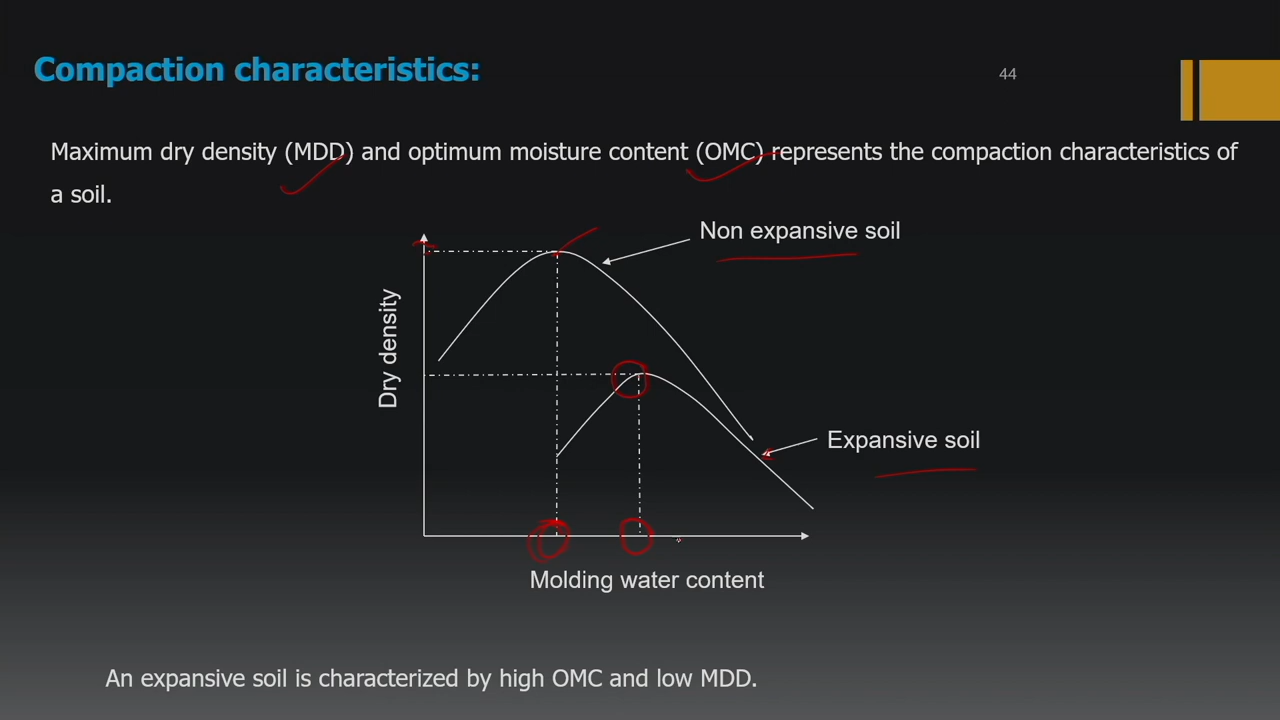 Compaction characteristics:
44
Maximum dry density (MDD) and optimum moisture content (OMC) represents the compaction characteristics of
a soil.
Non expansive soil
Dry density
Expansive soil
Molding water content
An expansive soil is characterized by high OMC and low MDD.